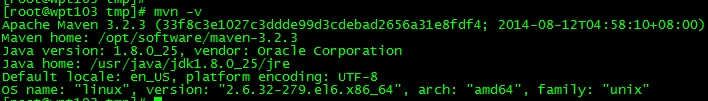 [root@wpt103 tmp]# mvn -v
Apache Maven 3.2.3 (33f8c3e1027c3ddde99d3cdebad2656a31e8fdf4; 2014-08-12T04:58:10+08:00)
Maven home: /opt/software/maven-3.2.3
Java version: 1.8.0_25, vendor: Oracle Corporation
Java home: /usr/java/jdk1.8.0_25/jre
Default locale: en_US, platform encoding: UTF-8
OS name: "linux", version: "2.6.32-279.el6.x86_64", arch: "amd64", family: "unix"
[root@wpt103 tmp]#